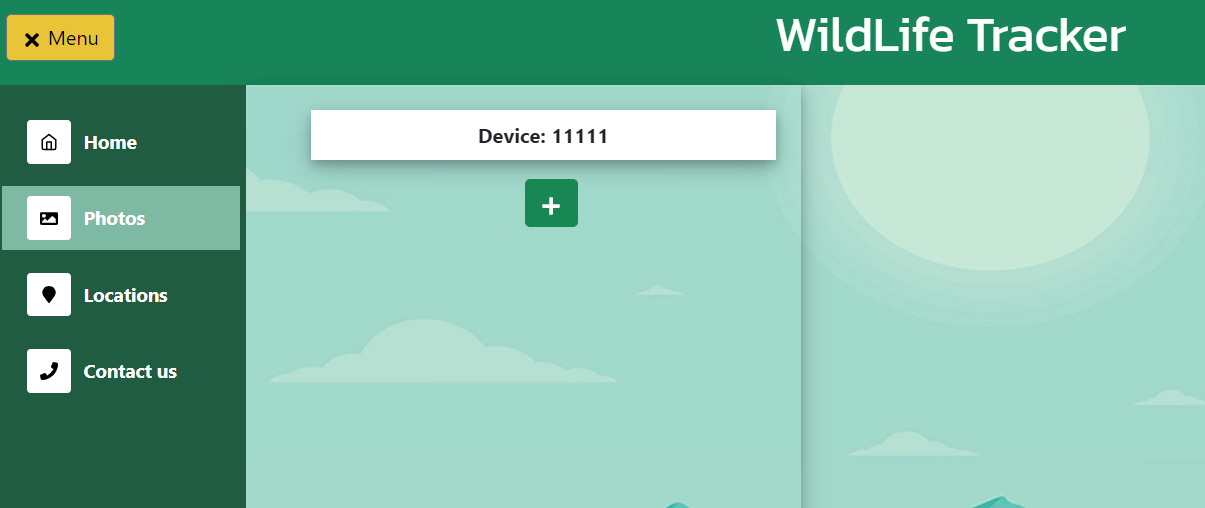 Menu
WildLife Tracker
Home
Photos
Locations
Contact us
Device: 11111